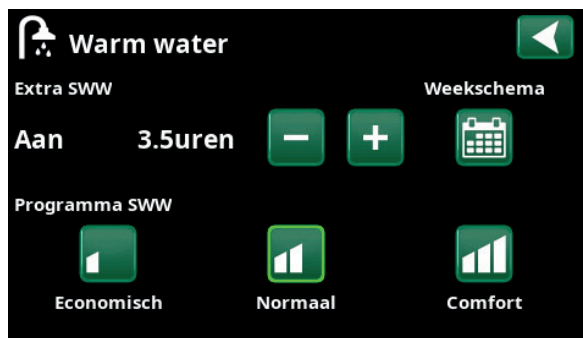 Warm water
Extra SWW
Weekschema
Aan 3.5uren
Programma SWW
Economisch Normaal Comfort